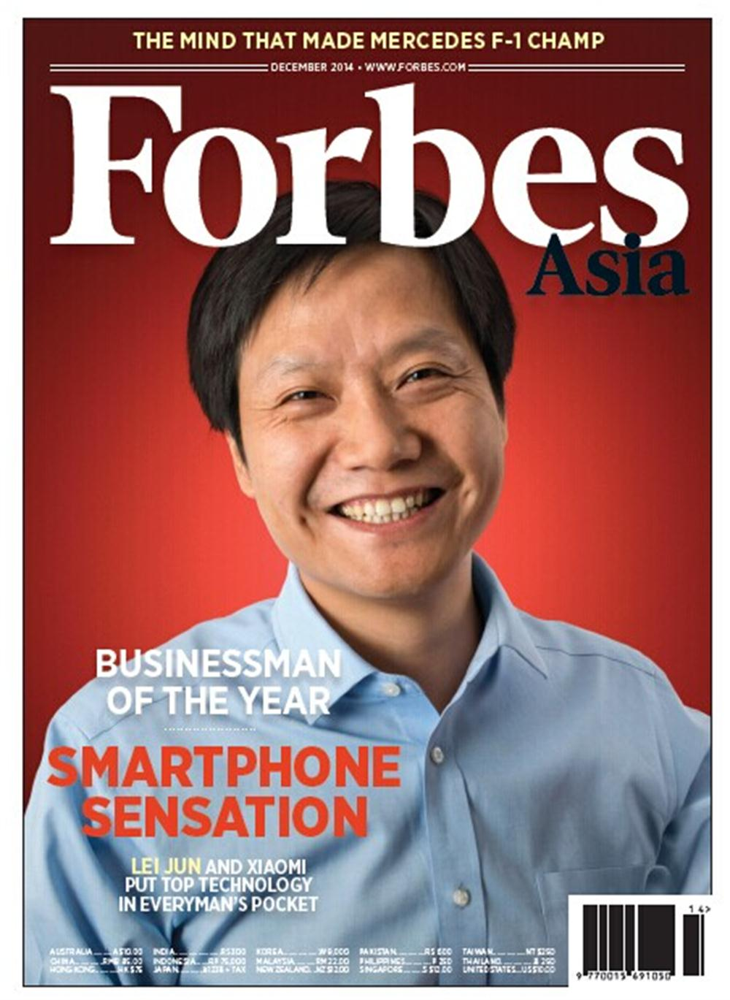 THE MIND THAT MADE MERCEDES F-1 CHAMP
DECEMBER 2014 • WWW.FORBES.COM
Forbes
Asia
BUSINESSMAN
OF THE YEAR
SMARTPHONE
SENSATION
LEI JUN AND XIAOMI
PUT TOP TECHNOLOGY
IN EVERYMAN'S POCKET
AUSTRALIA INDIA RS300 KOREA W9,000 PAKISTAN RS 600 TAIWAN NT $250
CHINA RMB 85.00 INDONESIA RP 75,000 MALAYSIA RM 22.00 PHILIPPINES P 250 THAILAND B 250
HONG KONG HK $75 JAPAN + TAX NEW ZEALAND NZ $12.00 SINGAPORE S $12.00 UNITED STATES US$10.00
14>
9 770015 691050